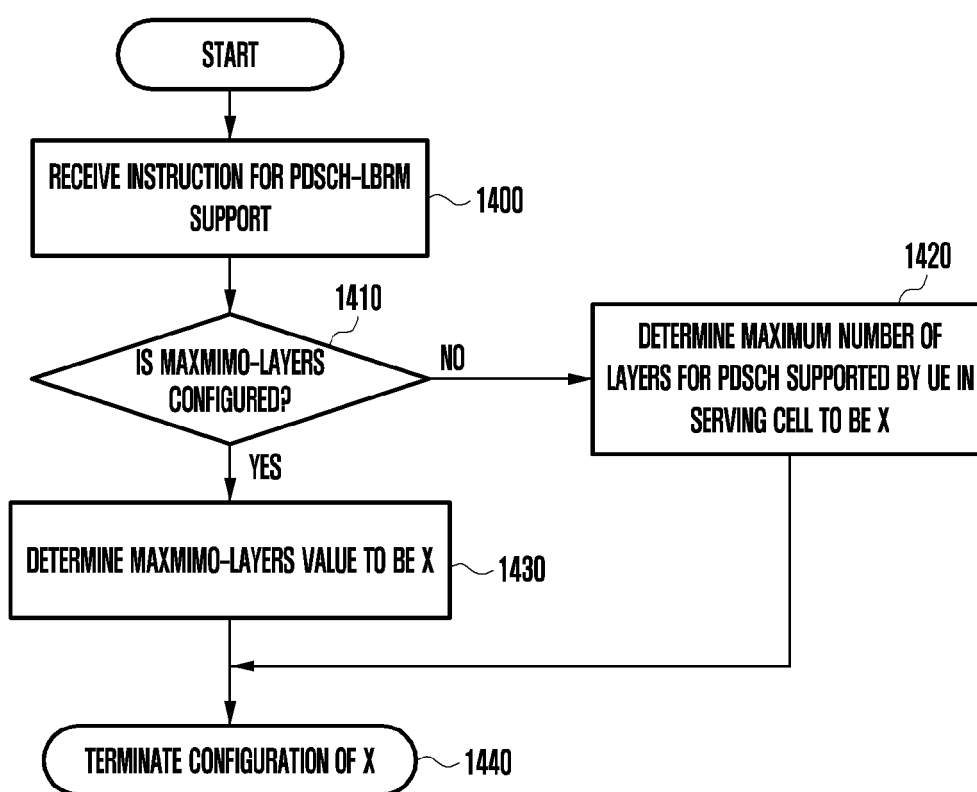 START
RECEIVE INSTRUCTION FOR PDSCH-LBRM
SUPPORT
1400
1410
IS MAXMIMO-LAYERS
CONFIGURED?
NO
YES
1420
DETERMINE MAXIMUM NUMBER OF
LAYERS FOR PDSCH SUPPORTED BY UE IN
SERVING CELL TO BE X
DETERMINE MAXMIMO-LAYERS VALUE TO BE X
1430
TERMINATE CONFIGURATION OF X
1440